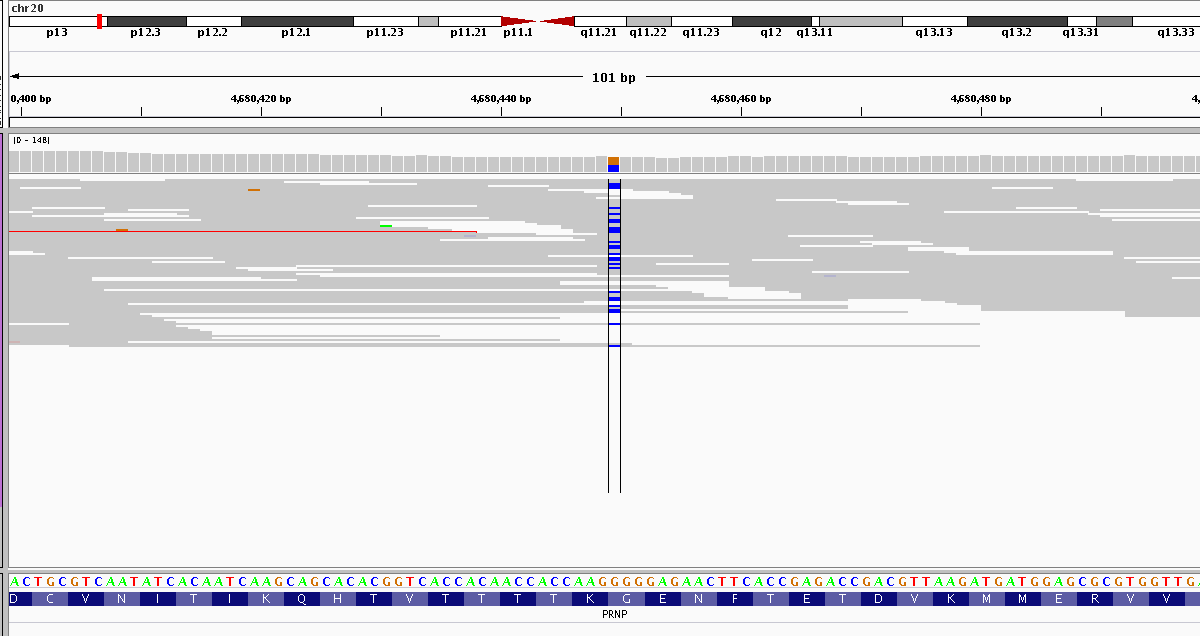 chr20
p13 p12.3 p12.2 p12.1 p11.23 p11.21 p11.1 q11.21 q11.22 q11.23 q12 q13.11 q13.13 q13.2 q13.31 q13.33
101 bp
0,400 bp 4,680,420 bp 4,680,440 bp 4,680,460 bp 4,680,480 bp 4,
[0 - 148]
ACTGCGTCAATATCACAATCAAGCAGCACACGGTCACCACAACCACCAAGGGGGAGAACTTCACCGAGACCGACGTTAAGATGATGGAGCGCGTGGTTG
D C V N I T I K Q H T V T T T T K G E N F T E T D V K M M E R V V
PRNP